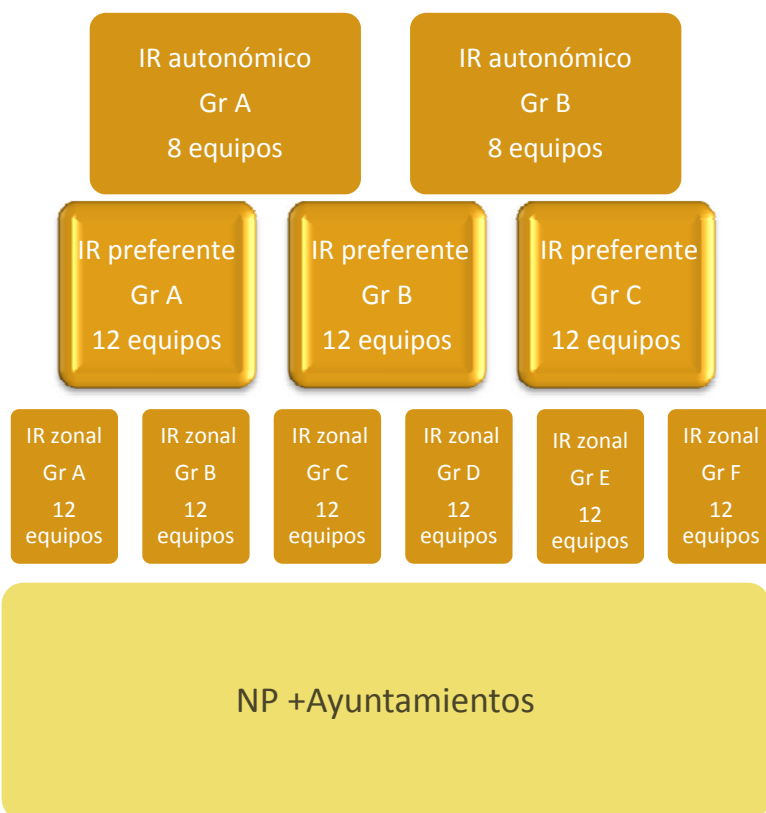 IR autonómico
Gr A
8 equipos
IR autonómico
Gr B
8 equipos
IR preferente
Gr A
12 equipos
IR preferente
Gr B
12 equipos
IR preferente
Gr C
12 equipos
IR zonal
Gr A
12
equipos
IR zonal
Gr B
12
equipos
IR zonal
Gr C
12
equipos
IR zonal
Gr D
12
equipos
IR zonal
Gr E
12
equipos
IR zonal
Gr F
12
equipos
NP +Ayuntamientos